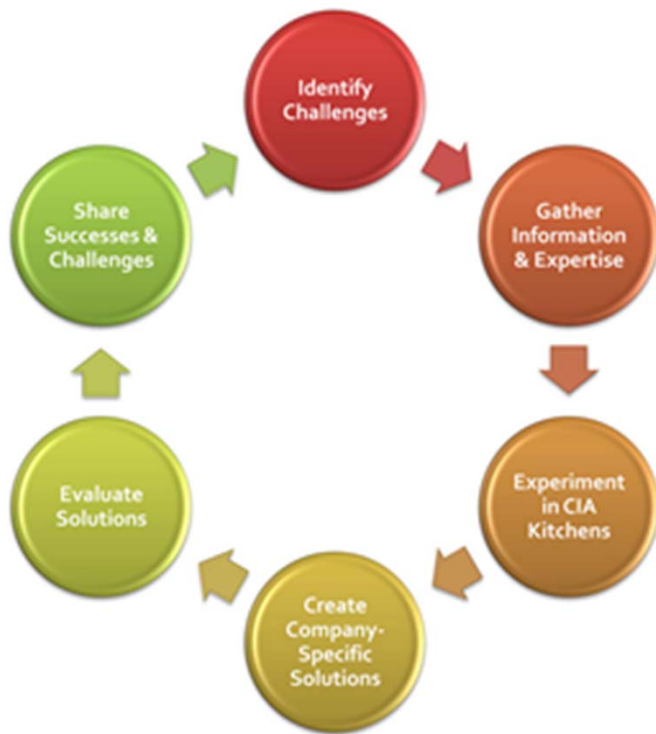 Identify
Challenges
Gather
Information
& Expertise
Experiment
in CIA
Kitchens
Create
Company-
Specific
Solutions
Evaluate
Solutions
Share
Successes &
Challenges